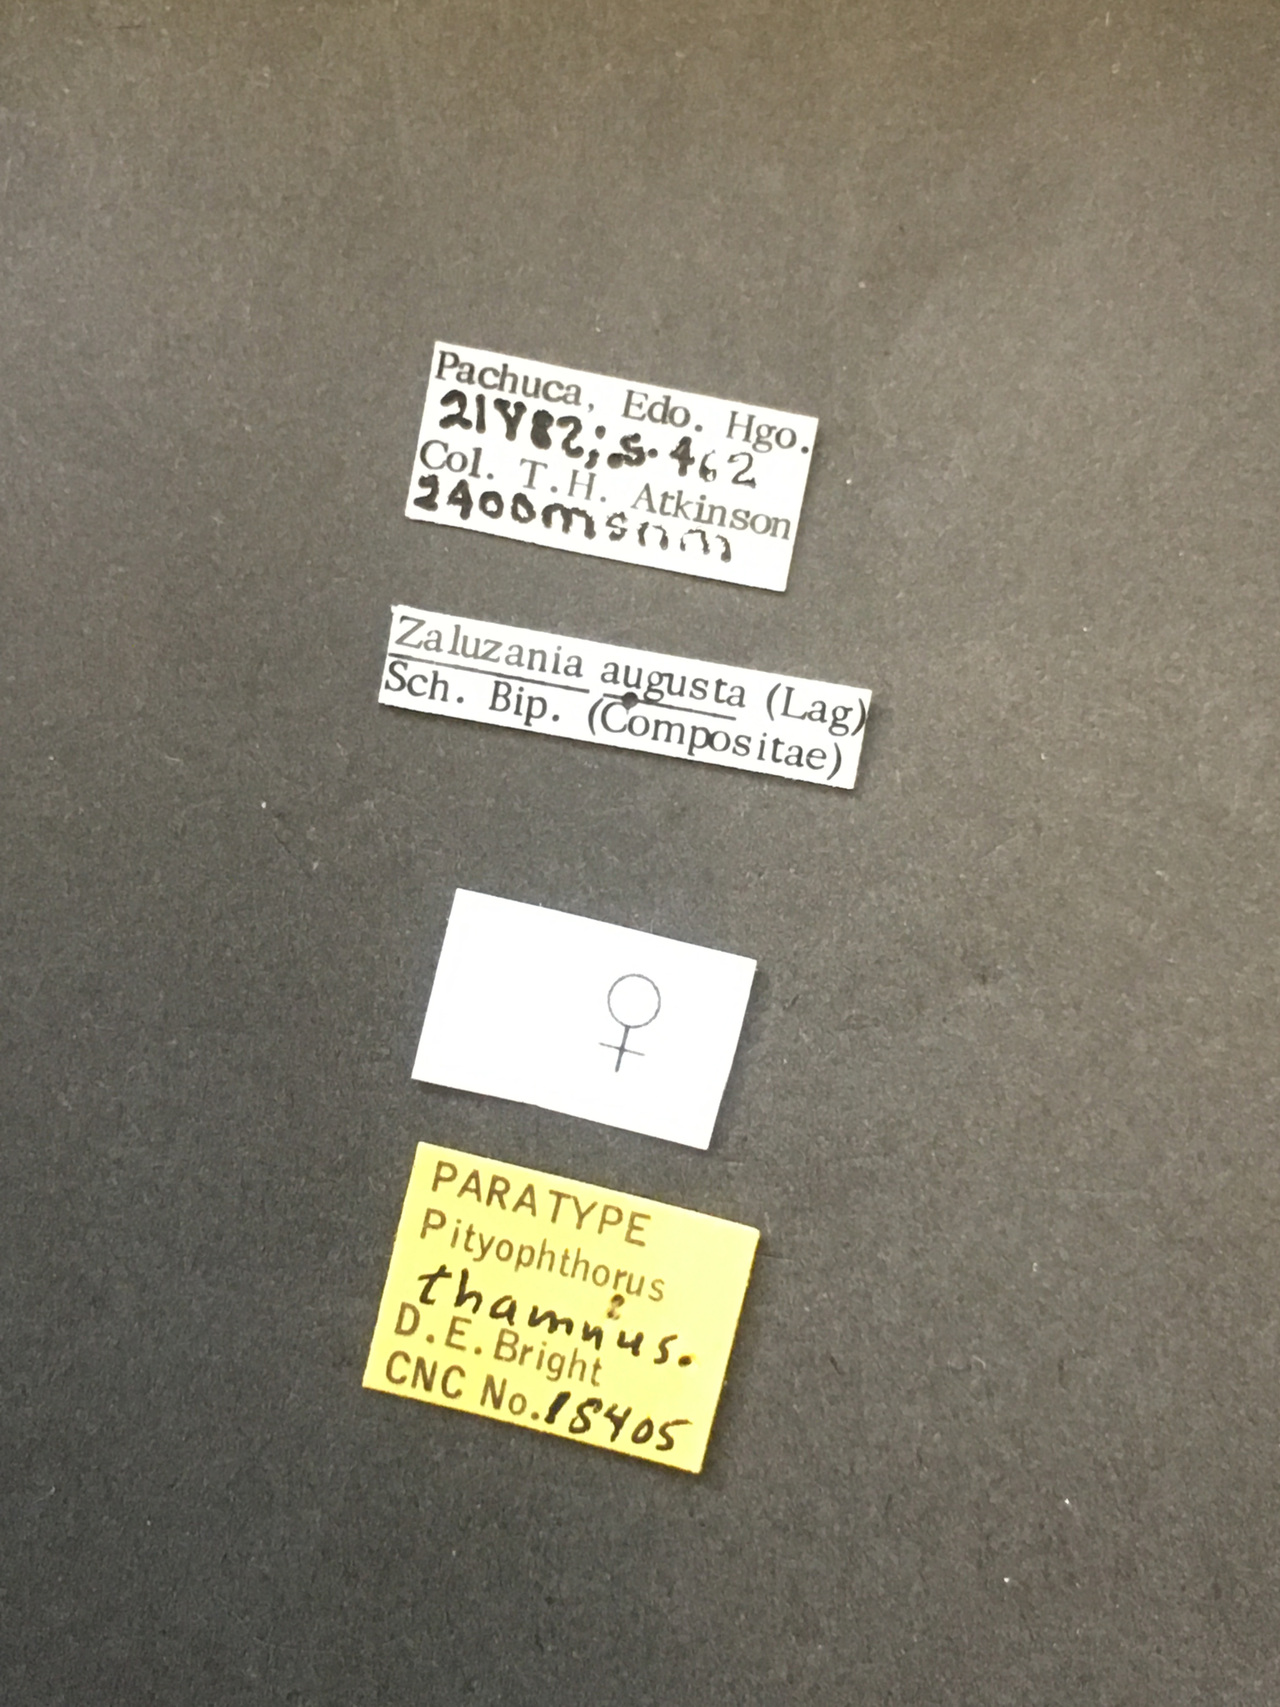 Pachuca, Edo. Hgo.
21V82; S-462
Col. T.H. Atkinson
2400msnm
Zaluzania augusta (Lag)
Sch. Bip. (Compositae)
♀
PARATYPE
Pityophthorus
thamnus.
D.E. Bright
CNC No. 18405